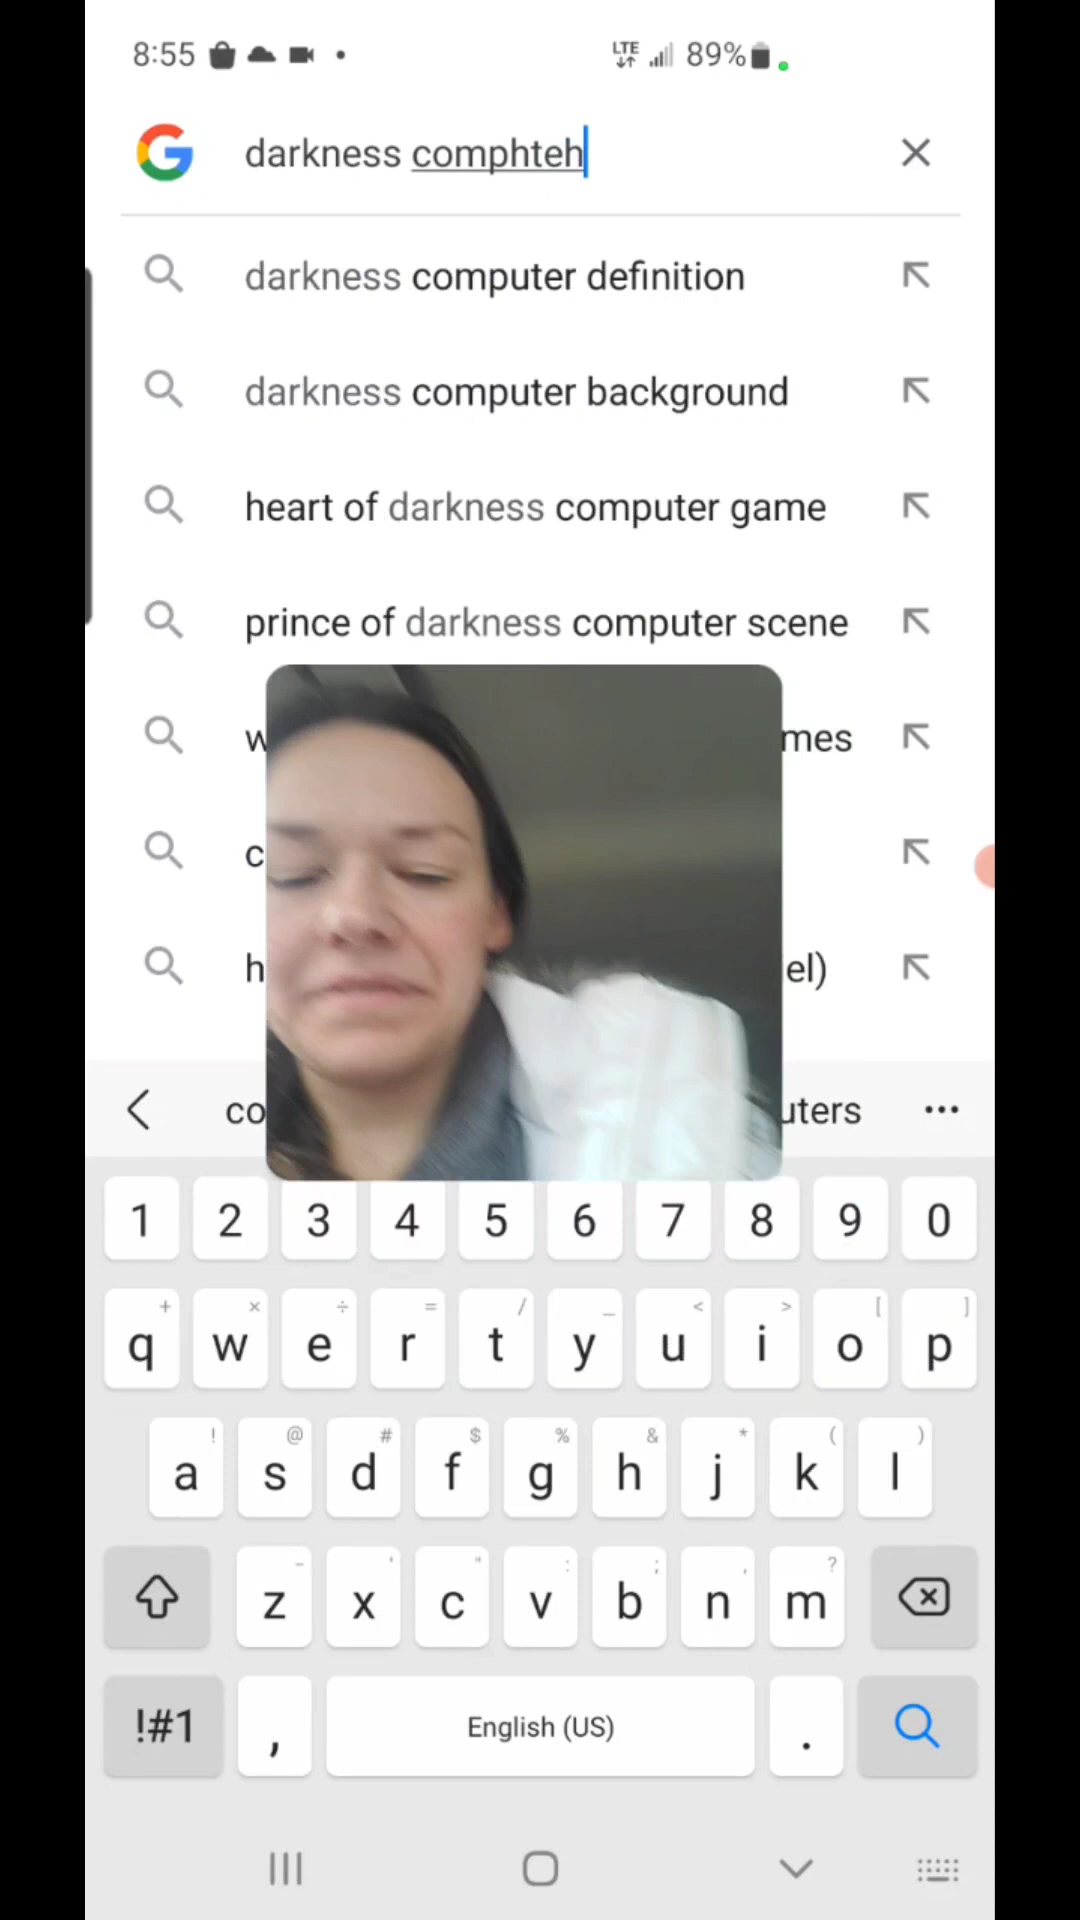 8:55 LTE 89%
darkness comphteh
darkness computer definition
darkness computer background
heart of darkness computer game
prince of darkness computer scene
mes
el)
1 2 3 4 5 6 7 8 9 0
+ × ÷ = / _ < > [ ]
q w e r t y u i o p
! @ # $ % & * ( )
a s d f g h j k l
- ' " : ; , ?
z x c v b n m
!#1 , English (US) .